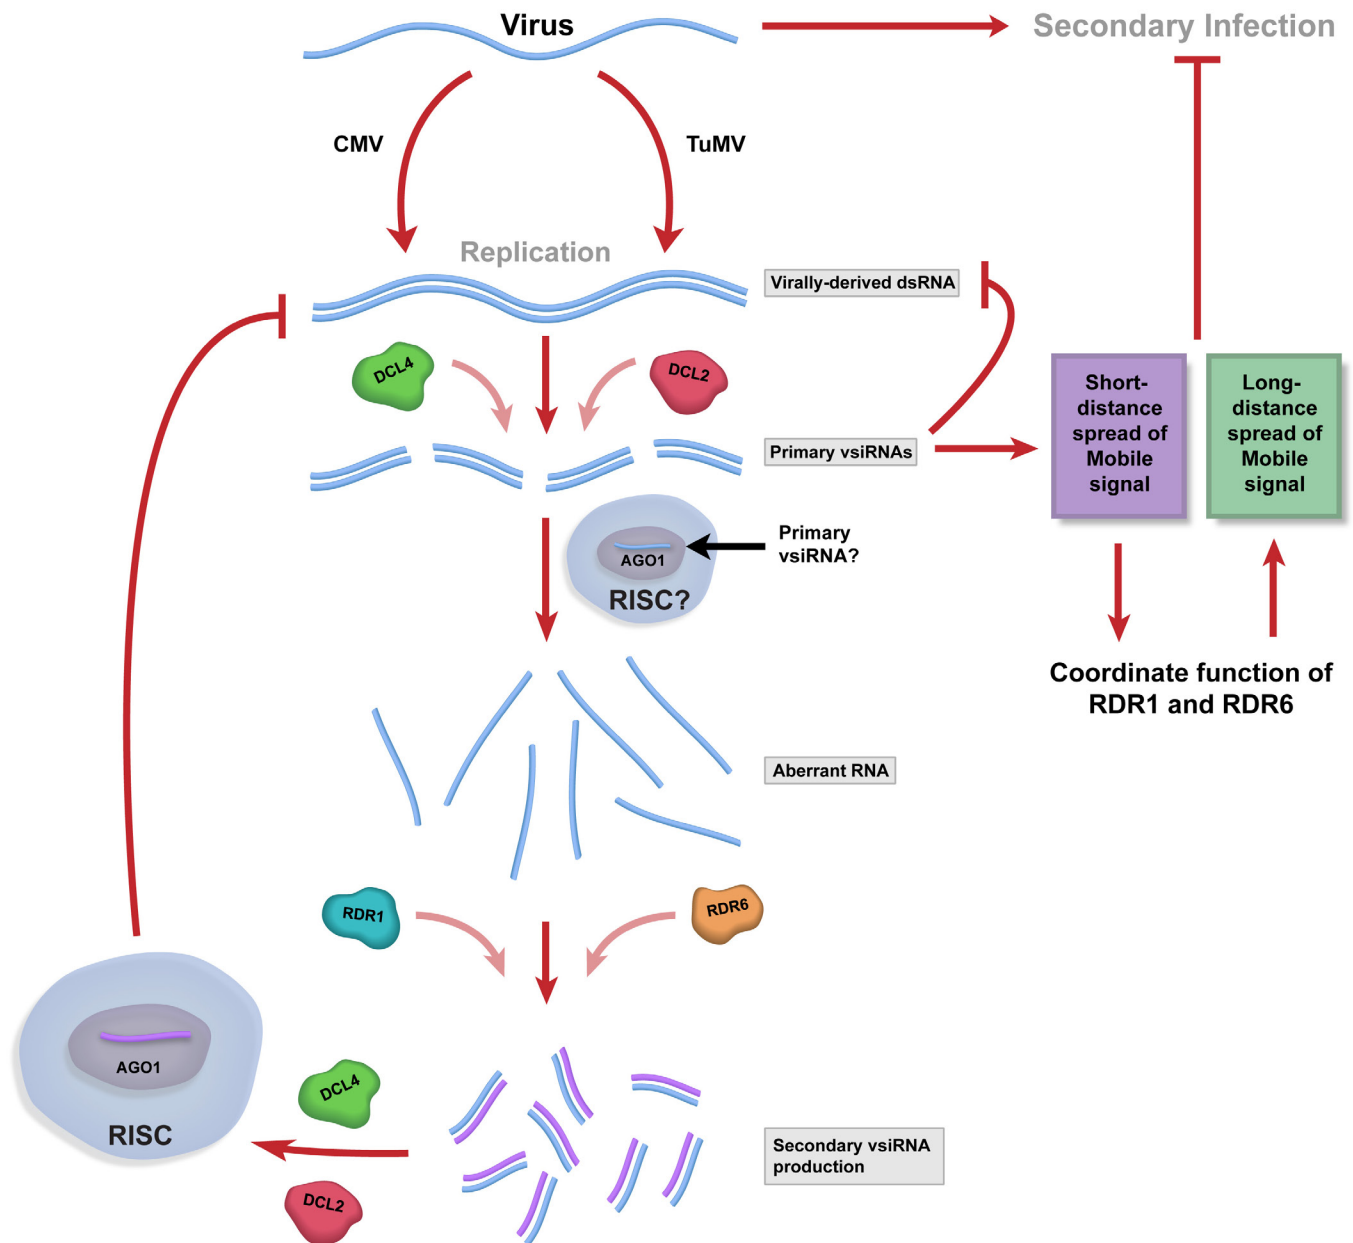 Virus
Secondary Infection
CMV
TuMV
Replication
Virally-derived dsRNA
DCL4
DCL2
Primary vsiRNAs
Short-
distance
spread of
Mobile
signal
Long-
distance
spread of
Mobile
signal
Primary
vsiRNA?
AGO1
RISC?
Coordinate function of
RDR1 and RDR6
Aberrant RNA
RDR1
RDR6
AGO1
RISC
DCL4
DCL2
Secondary vsiRNA
production